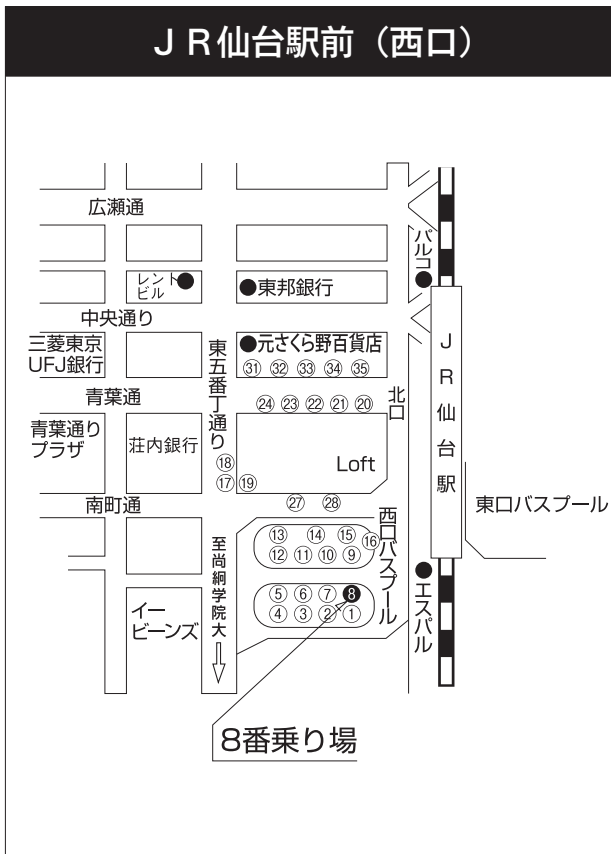 JR仙台駅前（西口）
広瀬通
パルコ
レント
ビル
東邦銀行
中央通り
三菱東京
UFJ銀行
元さくら野百貨店
㉛ ㉜ ㉝ ㉞ ㉟
東五番丁通り
JR仙台駅
青葉通
㉔ ㉓ ㉒ ㉑ ⑳
北口
青葉通り
プラザ
荘内銀行
⑱
⑰ ⑲
Loft
南町通
㉗ ㉘
東口バスプール
西口バスプール
⑬ ⑭ ⑮ ⑯
⑫ ⑪ ⑩ ⑨
至尚絅学院大
エスパル
イー
ビーンズ
⑤ ⑥ ⑦ ❽
④ ③ ② ①
8番乗り場